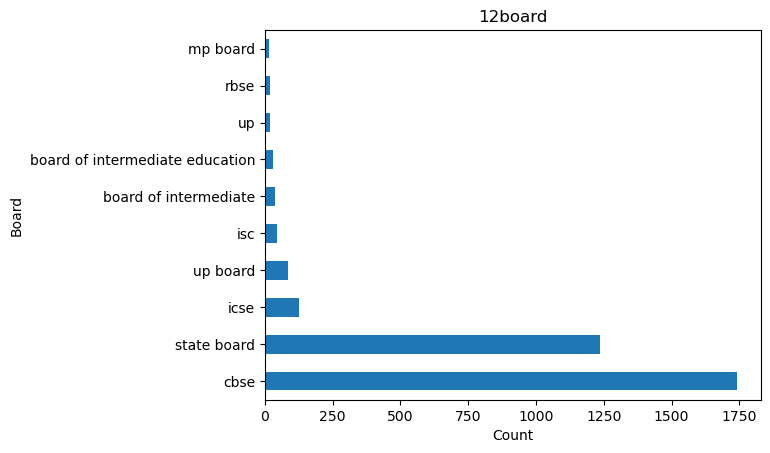 12board
mp board
rbse
up
board of intermediate education
board of intermediate
isc
up board
icse
state board
cbse
Board
0 250 500 750 1000 1250 1500 1750
Count